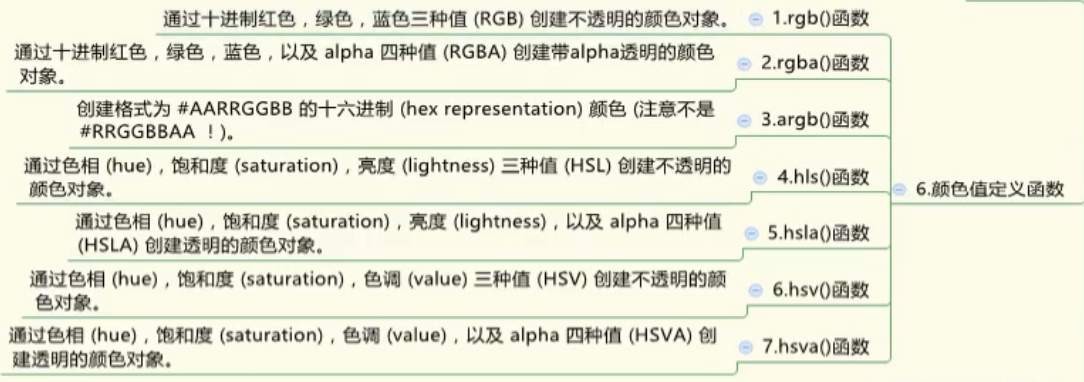 通过十进制红色，绿色，蓝色三种值 (RGB) 创建不透明的颜色对象。
1.rgb()函数
通过十进制红色，绿色，蓝色，以及 alpha 四种值 (RGBA) 创建带alpha透明的颜色
对象。
2.rgba()函数
创建格式为 #AARRGGBB 的十六进制 (hex representation) 颜色 (注意不是
#RRGGBBAA ！)。
3.argb()函数
通过色相 (hue)，饱和度 (saturation)，亮度 (lightness) 三种值 (HSL) 创建不透明的
颜色对象。
4.hls()函数
通过色相 (hue)，饱和度 (saturation)，亮度 (lightness)，以及 alpha 四种值
(HSLA) 创建透明的颜色对象。
5.hsla()函数
通过色相 (hue)，饱和度 (saturation)，色调 (value) 三种值 (HSV) 创建不透明的颜
色对象。
6.hsv()函数
通过色相 (hue)，饱和度 (saturation)，色调 (value)，以及 alpha 四种值 (HSVA) 创
建透明的颜色对象。
7.hsva()函数
6.颜色值定义函数